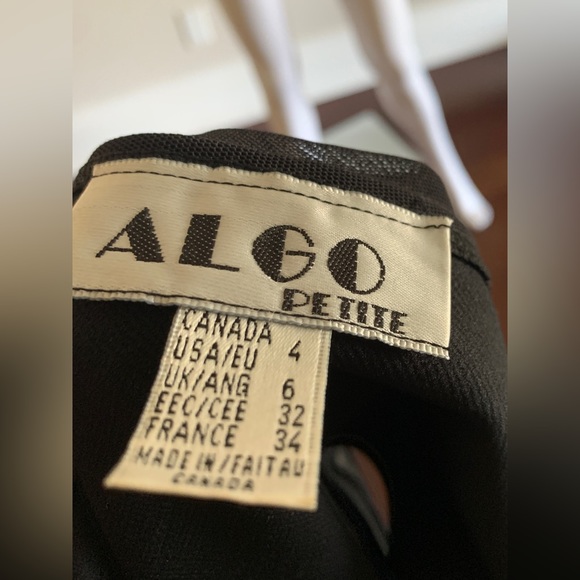 ALGO
PETITE
CANADA
USA/EU 4
UK/ANG 6
EEC/CEE 32
FRANCE 34
MADE IN/FAIT AU
CANADA